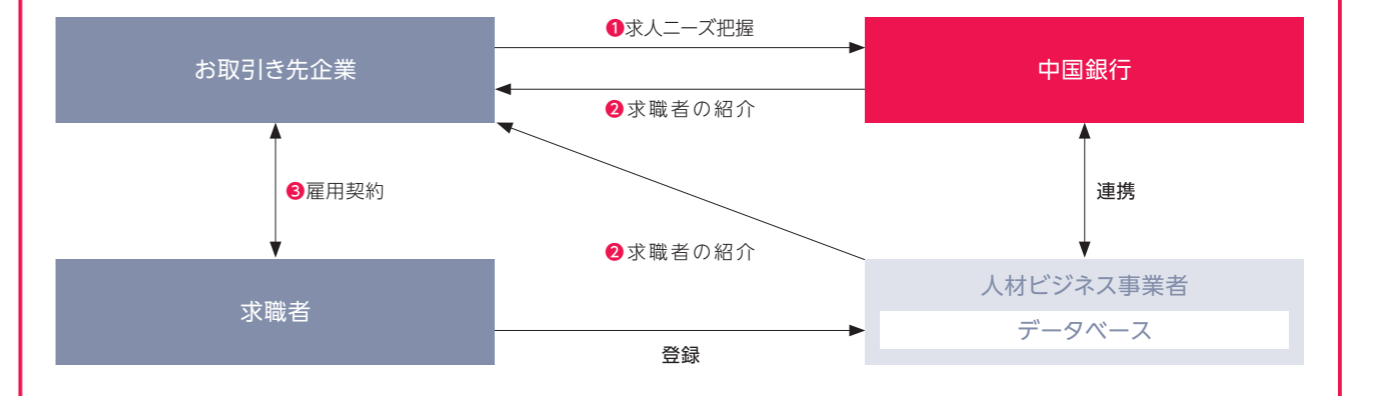 ❶求人ニーズ把握
お取引き先企業
中国銀行
❷求職者の紹介
❸雇用契約
連携
❷求職者の紹介
人材ビジネス事業者
求職者
データベース
登録